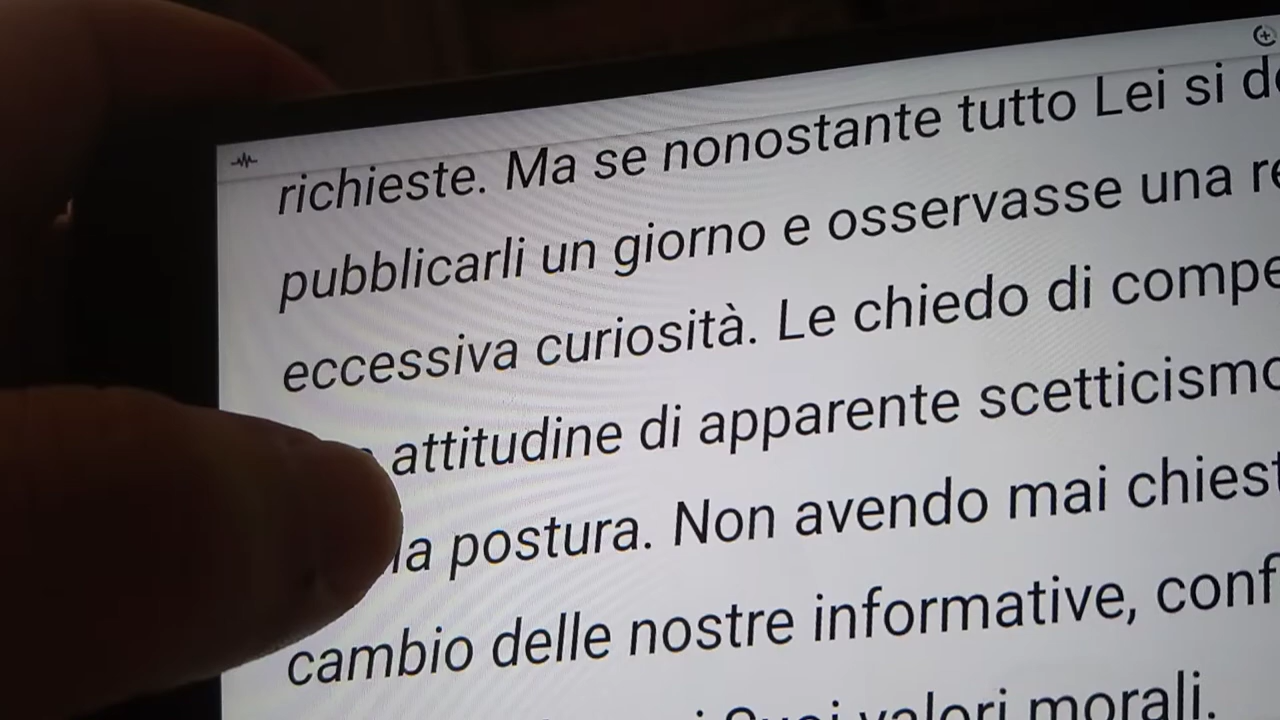 richieste. Ma se nonostante tutto Lei si
pubblicarli un giorno e osservasse una
eccessiva curiosità. Le chiedo di
attitudine di apparente scetticismo
postura. Non avendo mai
cambio delle nostre informative,
valori morali.